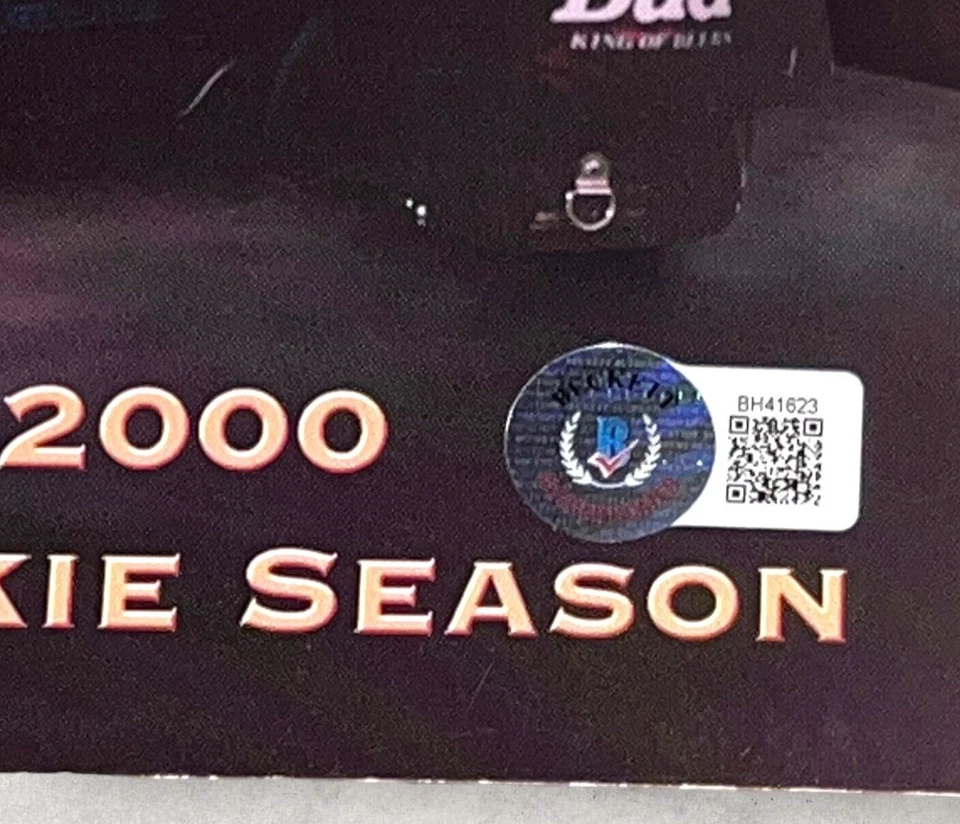 Bud
KING OF BEERS
BECKETT
BH41623
2000
KIE SEASON